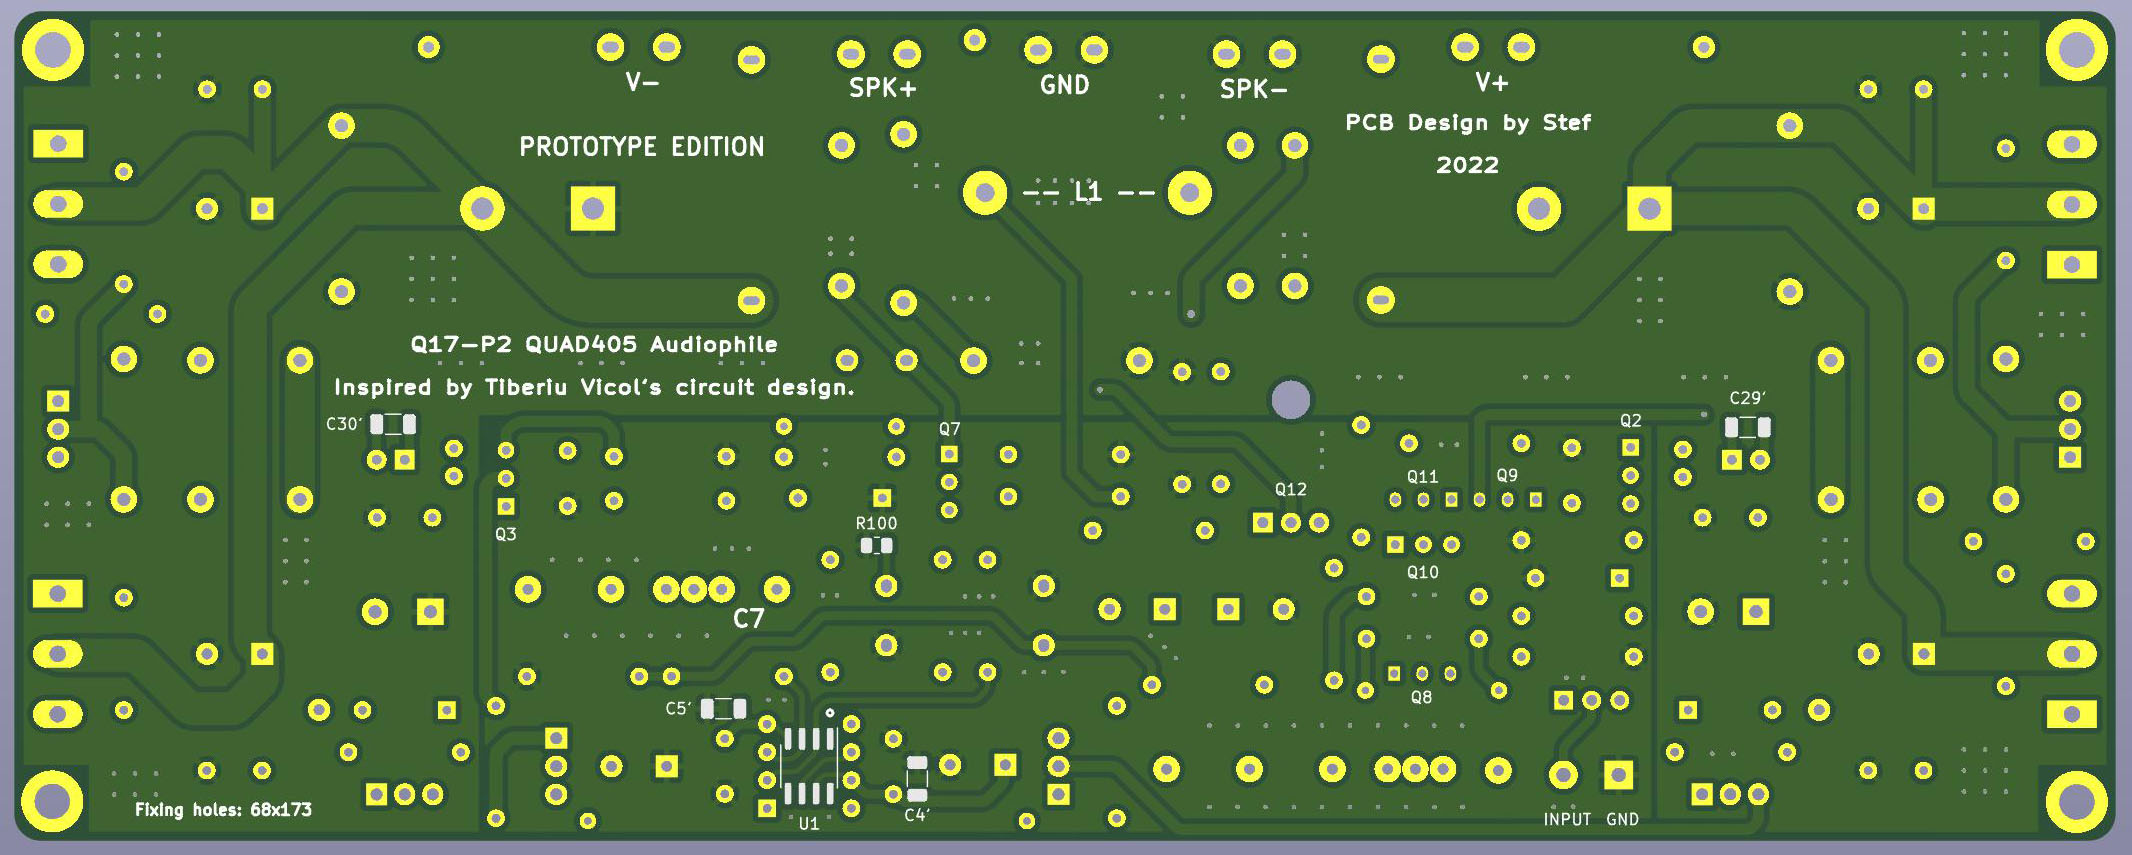 V-
SPK+
GND
SPK-
V+
PROTOTYPE EDITION
PCB Design by Stef
2022
-- L1 --
Q17-P2 QUAD405 Audiophile
Inspired by Tiberiu Vicol's circuit design.
C30'
C29'
Q7
Q2
Q11
Q9
Q12
Q3
R100
Q10
C7
Q8
C5'
Fixing holes: 68x173
U1
C4'
INPUT GND